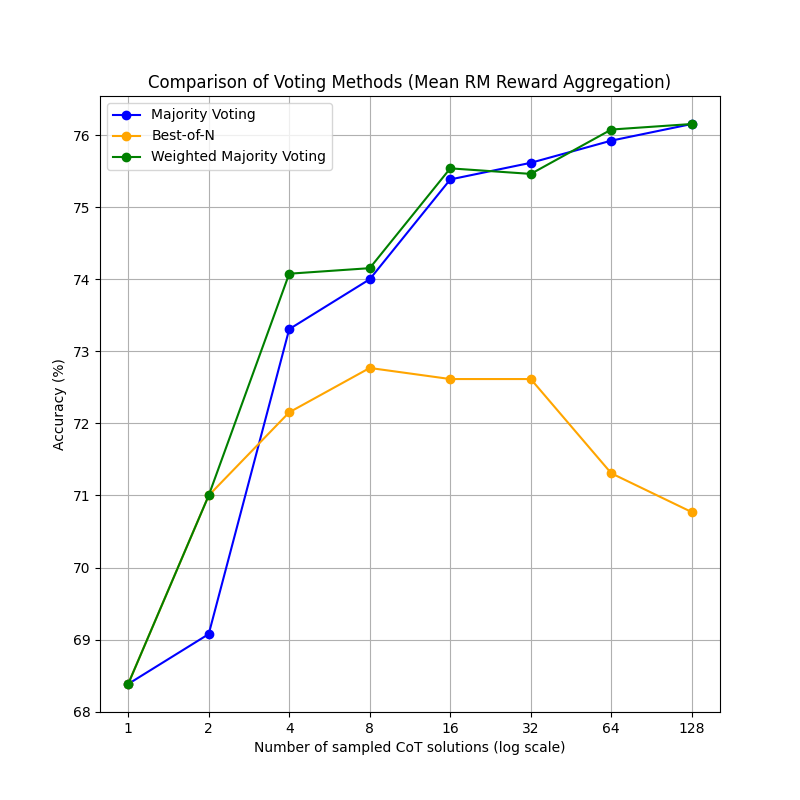 Comparison of Voting Methods (Mean RM Reward Aggregation)
Majority Voting
Best-of-N
Weighted Majority Voting
76
75
74
73
72
71
70
69
68
Accuracy (%)
1 2 4 8 16 32 64 128
Number of sampled CoT solutions (log scale)